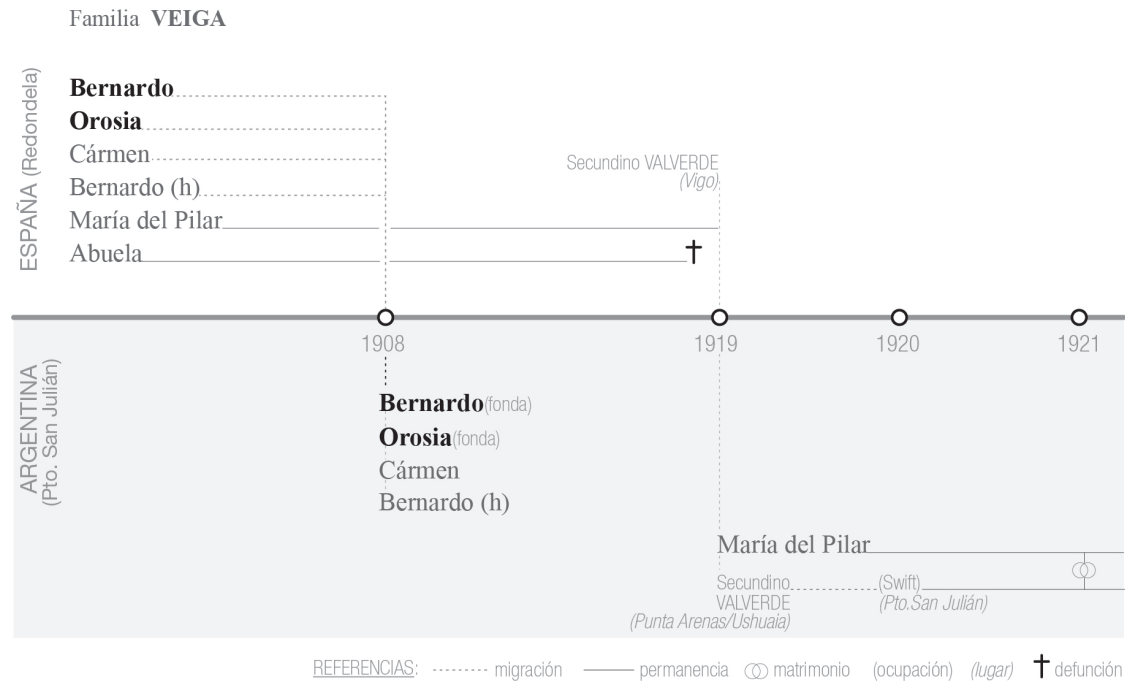 Familia VEIGA
ESPAÑA (Redondela)
Bernardo
Orosia
Cármen
Bernardo (h)
María del Pilar
Abuela
Secundino VALVERDE
(Vigo)
1908
1919
1920
1921
ARGENTINA
(Pto. San Julián)
Bernardo(fonda)
Orosia(fonda)
Cármen
Bernardo (h)
María del Pilar
Secundino (Swift)
VALVERDE (Pto.San Julián)
(Punta Arenas/Ushuaia)
REFERENCIAS: migración permanencia matrimonio (ocupación) (lugar) defunción